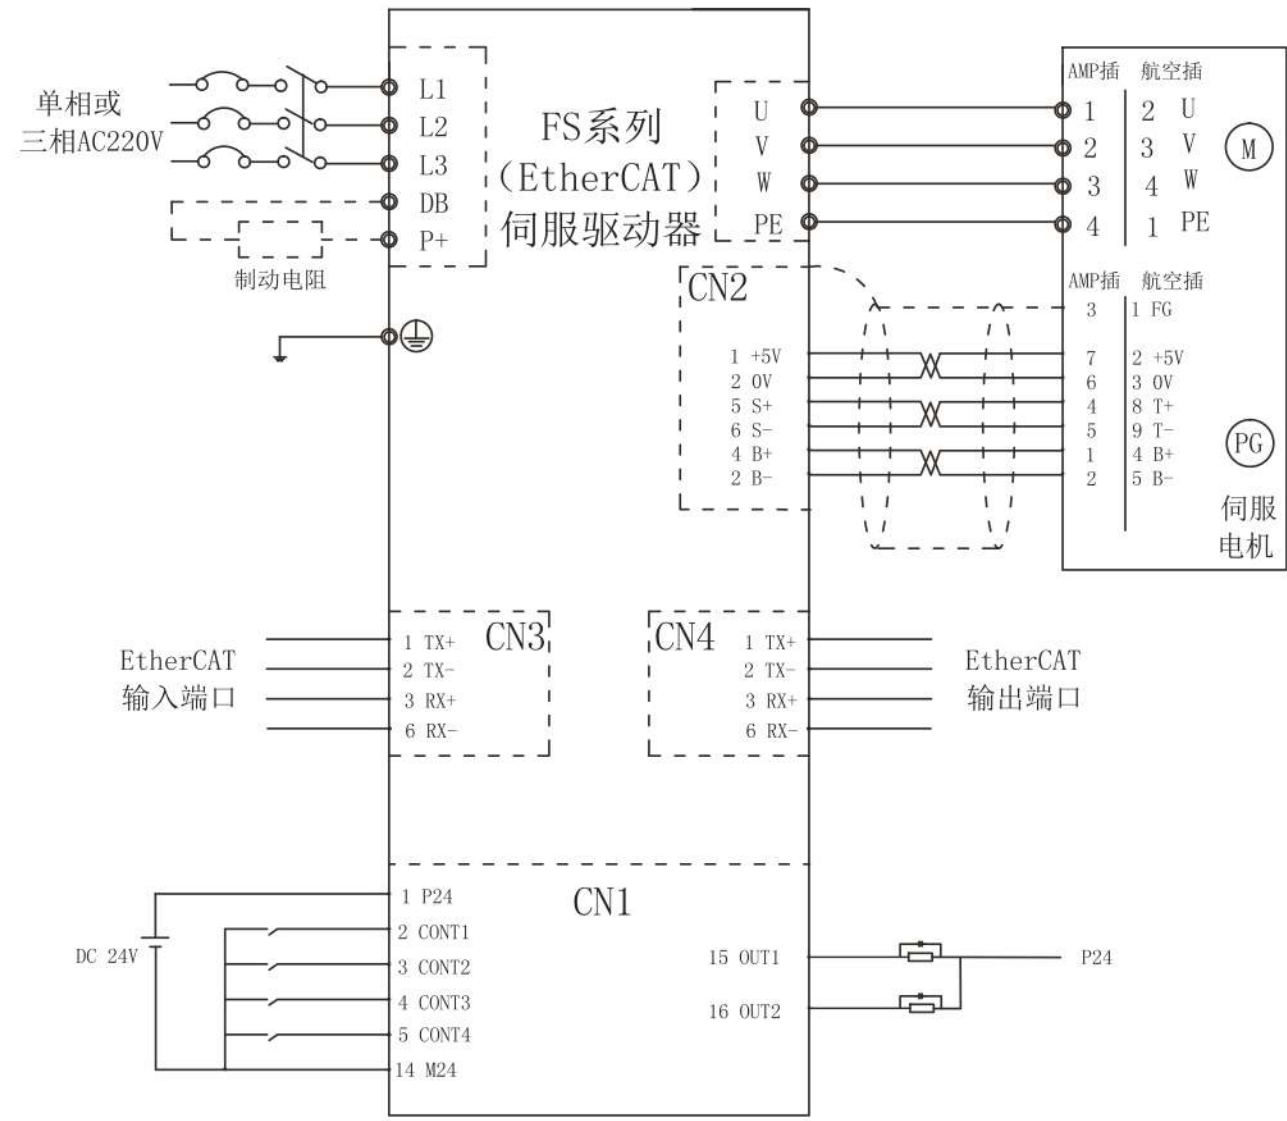 单相或
三相AC220V
L1
L2
L3
DB
P+
制动电阻
FS系列
(EtherCAT)
伺服驱动器
U
V
W
PE
AMP插 航空插
1 2 U
2 3 V
3 4 W
4 1 PE
M
CN2
1 +5V
2 0V
5 S+
6 S-
4 B+
2 B-
AMP插 航空插
3 1 FG
7 2 +5V
6 3 0V
4 8 T+
5 9 T-
1 4 B+
2 5 B-
PG
伺服
电机
EtherCAT
输入端口
CN3
1 TX+
2 TX-
3 RX+
6 RX-
CN4
1 TX+
2 TX-
3 RX+
6 RX-
EtherCAT
输出端口
CN1
DC 24V
1 P24
2 CONT1
3 CONT2
4 CONT3
5 CONT4
14 M24
15 OUT1
16 OUT2
P24